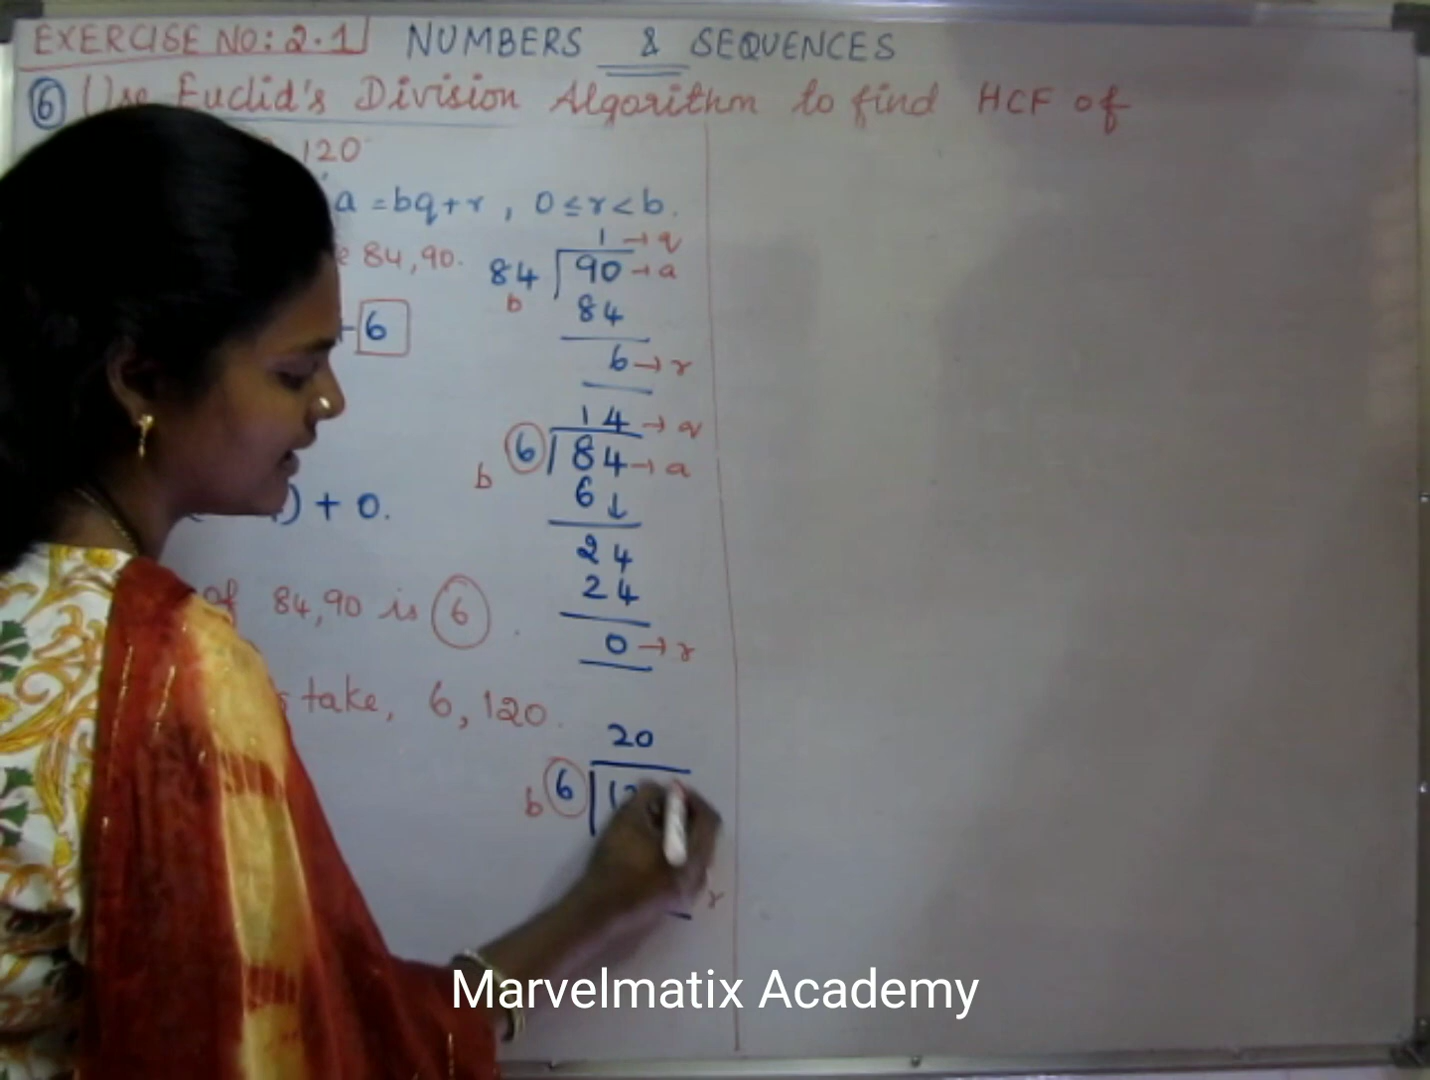 EXERCISE NO: 2.1 NUMBERS & SEQUENCES
6 Use Euclid's Division Algorithm to find HCF of
120
a = bq + r, 0 ≤ r < b.
84, 90.
1 → q
84 90 → a
b
84
6
6 → r
14 → q
6 84 → a
b
6 ↓
) + 0.
24
24
of 84, 90 is 6.
0 → r
take, 6, 120.
20
b 6
r
Marvelmatix Academy